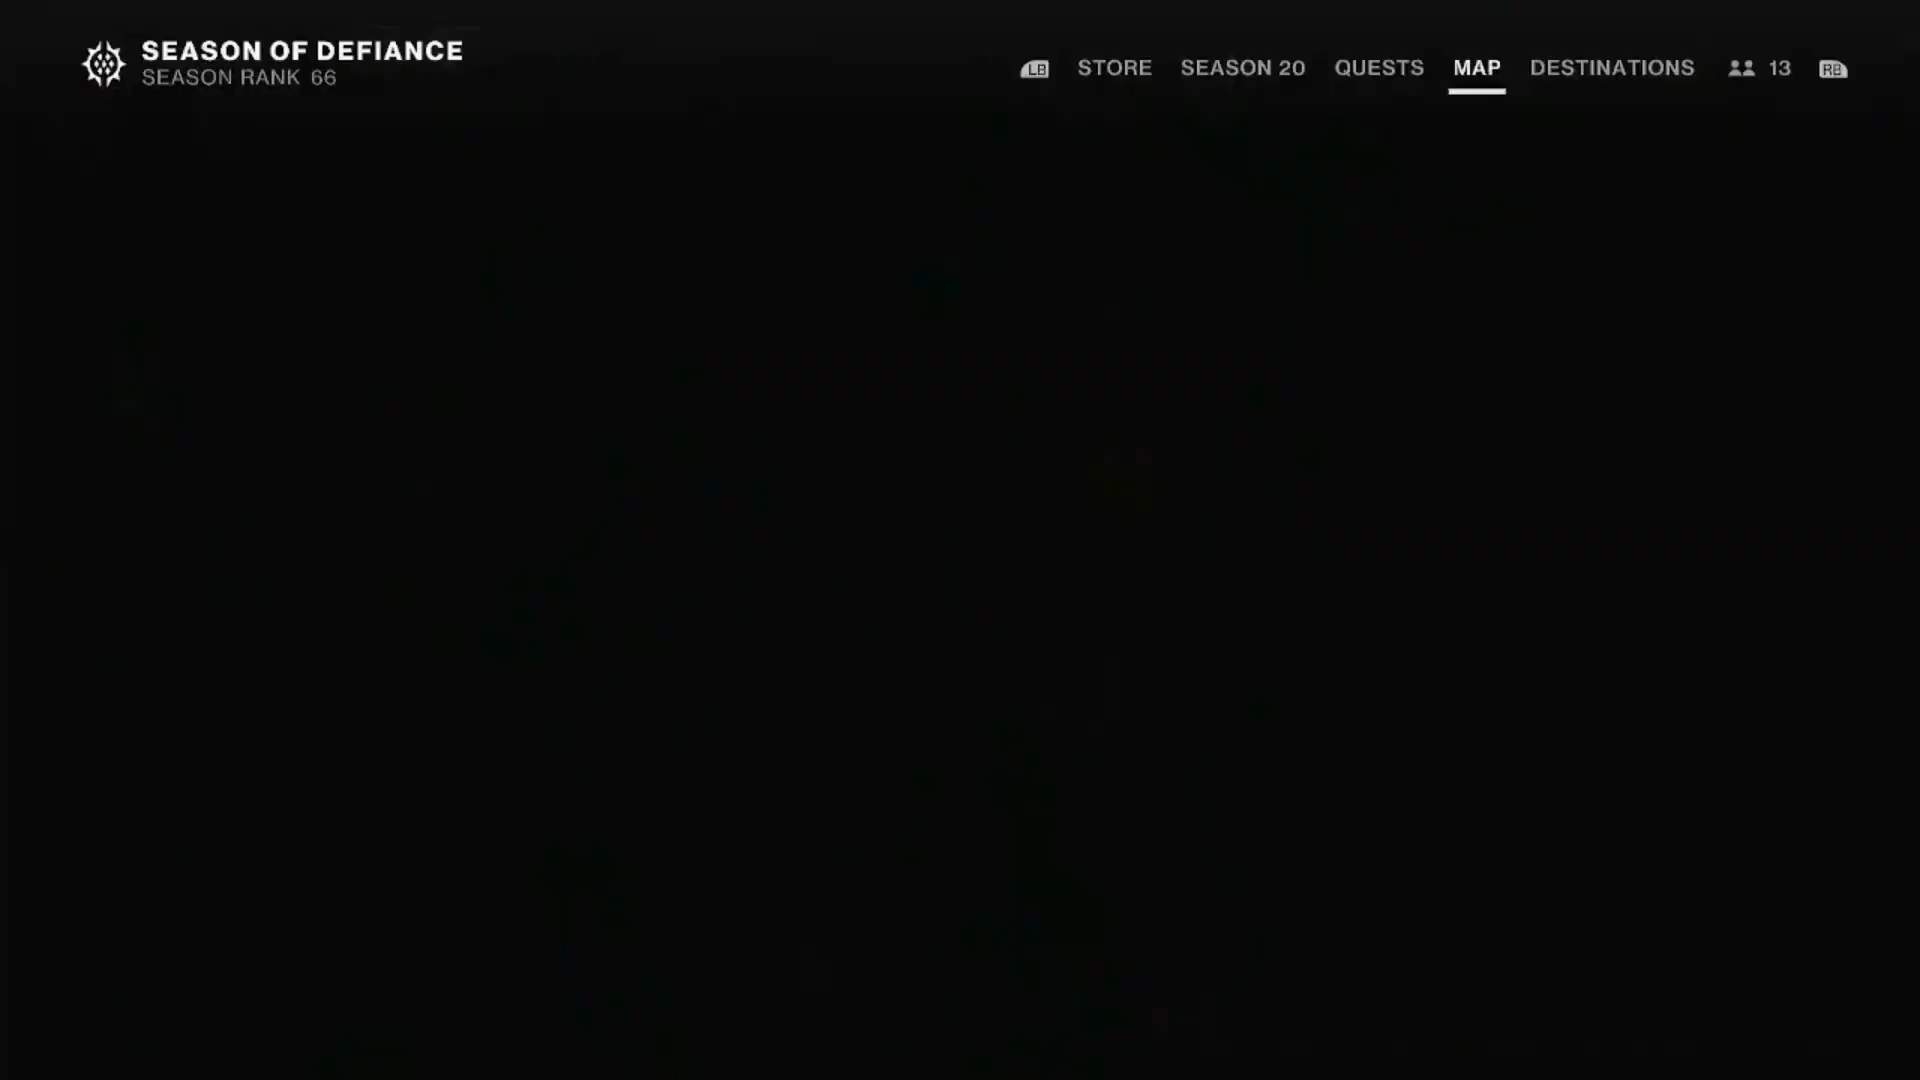 SEASON OF DEFIANCE
SEASON RANK 66
LB STORE SEASON 20 QUESTS MAP DESTINATIONS 13 RB